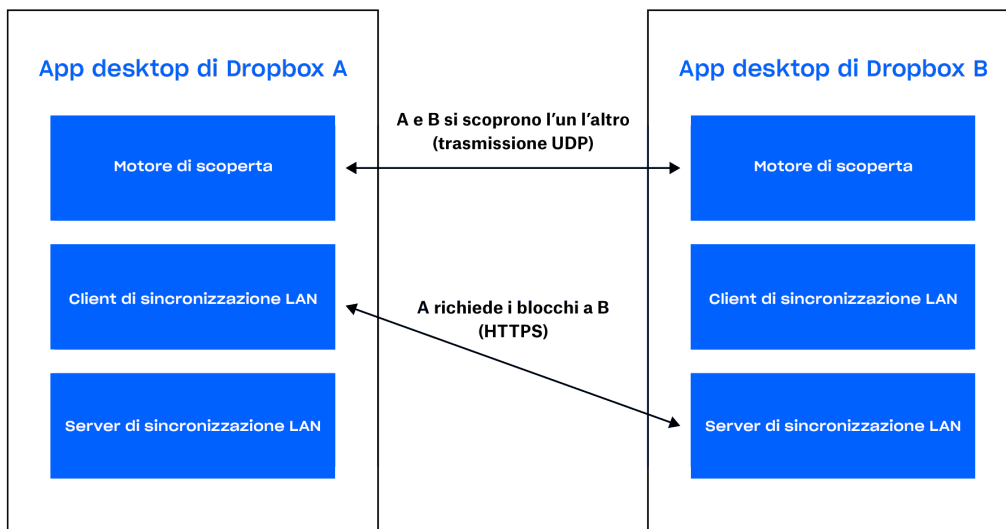 App desktop di Dropbox A
App desktop di Dropbox B
A e B si scoprono l’un l’altro
(trasmissione UDP)
Motore di scoperta
Motore di scoperta
Client di sincronizzazione LAN
Client di sincronizzazione LAN
A richiede i blocchi a B
(HTTPS)
Server di sincronizzazione LAN
Server di sincronizzazione LAN